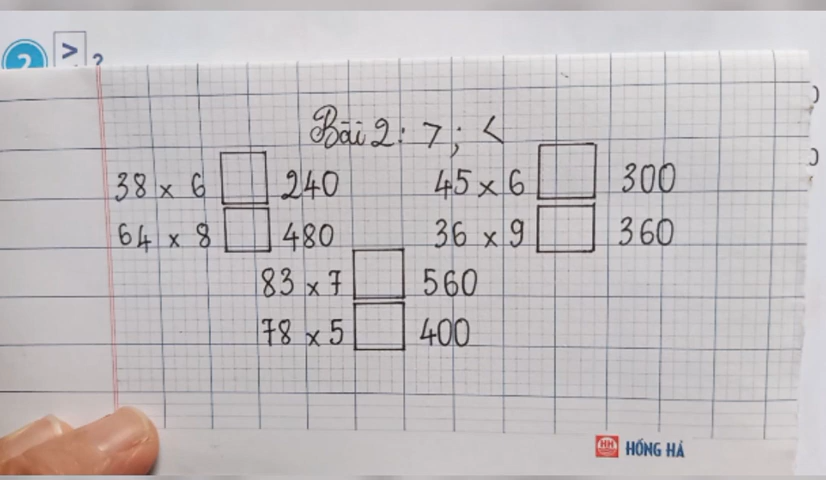 2 >
?
Bài 2: > ; <
38 x 6 □ 240 45 x 6 □ 300
64 x 8 □ 480 36 x 9 □ 360
83 x 7 □ 560
78 x 5 □ 400
HH HỒNG HÀ